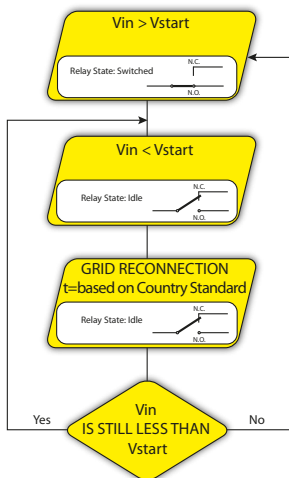 Vin > Vstart
N.C.
Relay State: Switched
N.O.
Vin < Vstart
N.C.
Relay State: Idle
N.O.
GRID RECONNECTION
t=based on Country Standard
N.C.
Relay State: Idle
N.O.
Yes
Vin
No
IS STILL LESS THAN
Vstart